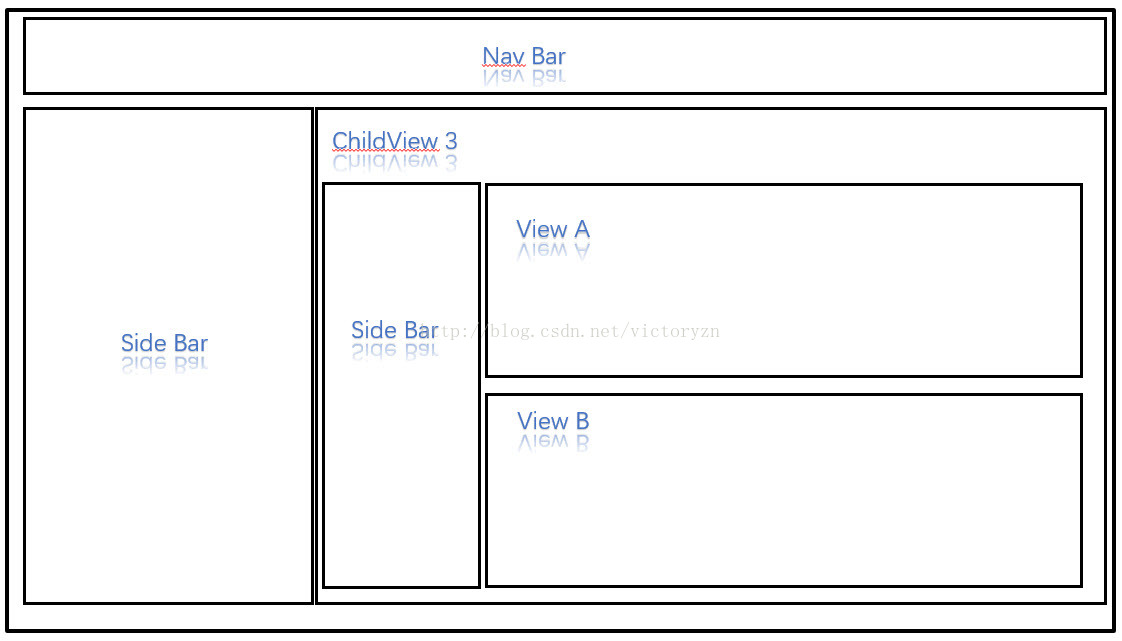 Nav Bar
ChildView 3
View A
Side Bar
Side Bar
http://blog.csdn.net/victoryzn
View B